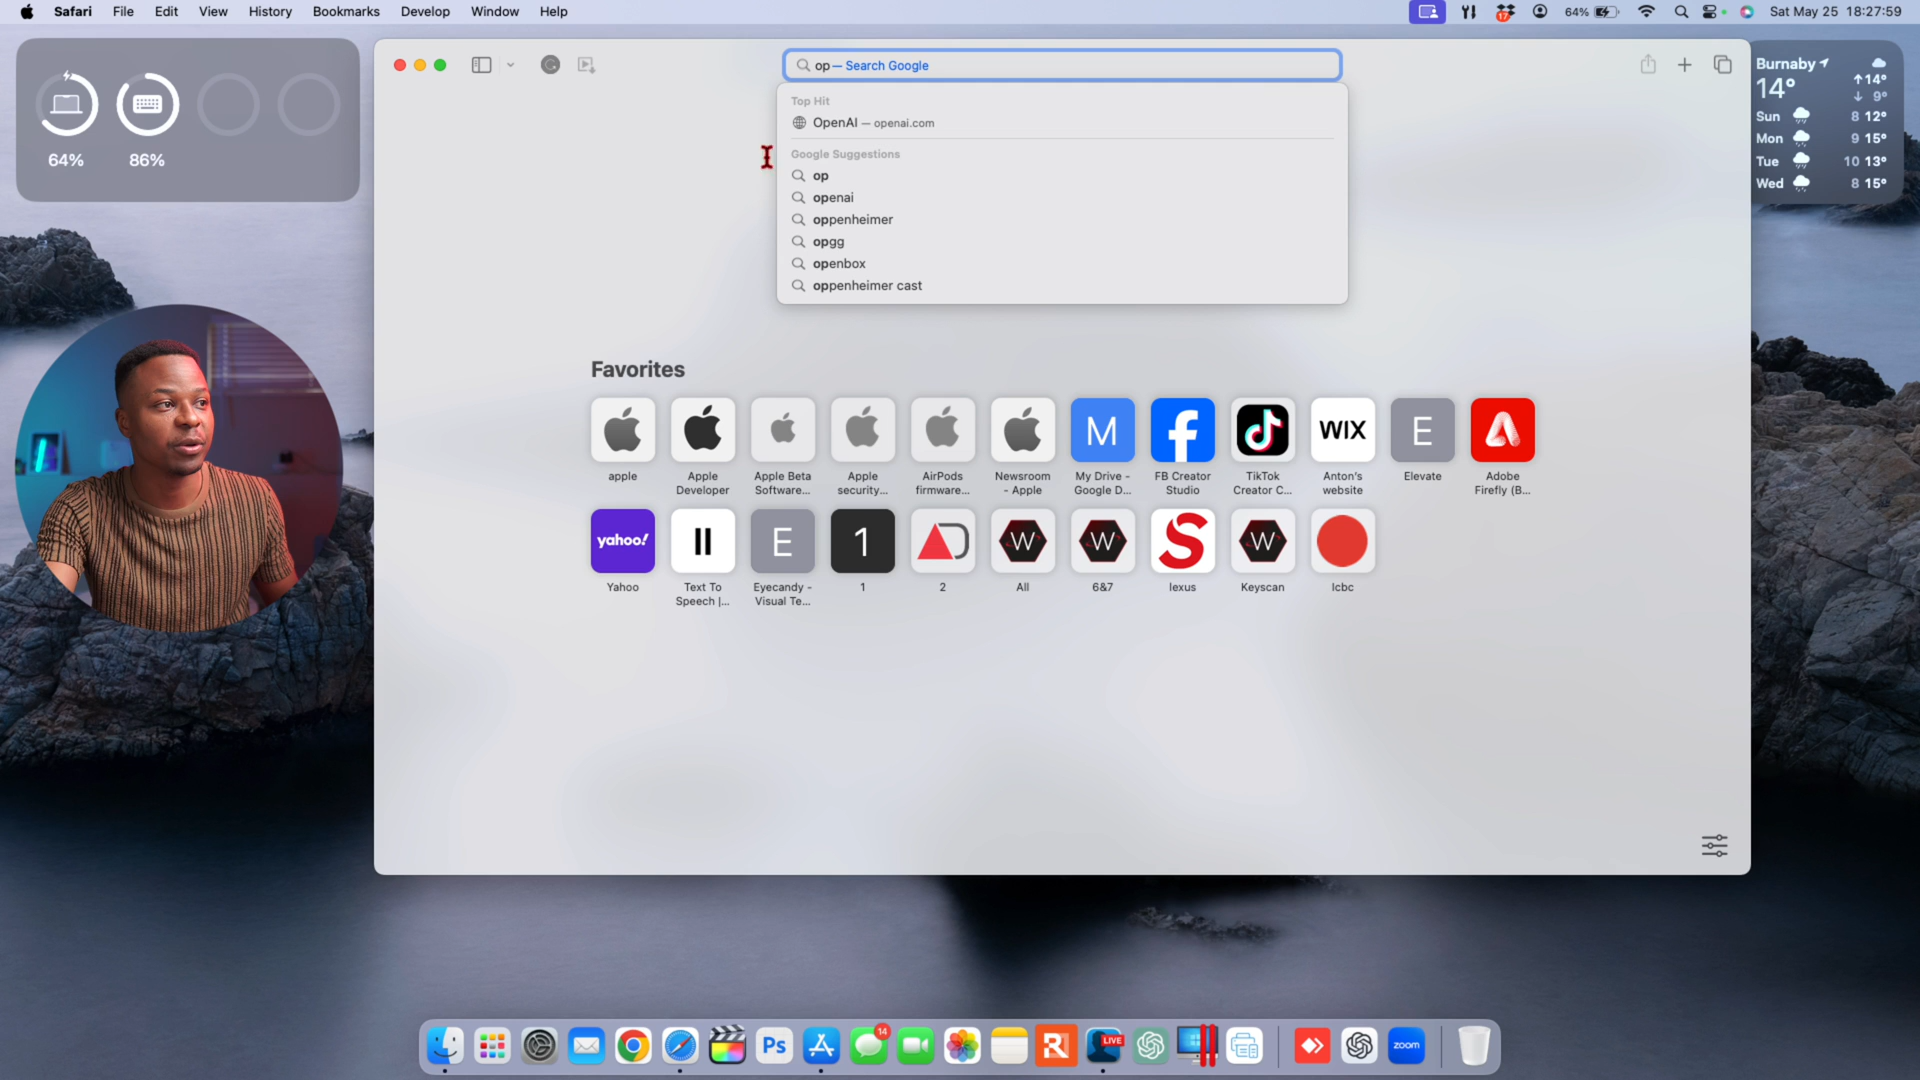 Safari File Edit View History Bookmarks Develop Window Help
17
64%
Sat May 25 18:27:59
64% 86%
op — Search Google
Top Hit
OpenAI — openai.com
Google Suggestions
op
openai
oppenheimer
opgg
openbox
oppenheimer cast
Burnaby
14°
14°
9°
Sun 8 12°
Mon 9 15°
Tue 10 13°
Wed 8 15°
Favorites
M
WIX
E
apple
Apple
Developer
Apple Beta
Software...
Apple
security...
AirPods
firmware...
Newsroom
- Apple
My Drive -
Google D...
FB Creator
Studio
TikTok
Creator C...
Anton's
website
Elevate
Adobe
Firefly (B...
yahoo!
E
1
W
W
S
W
Yahoo
Text To
Speech |...
Eyecandy -
Visual Te...
1
2
All
6&7
lexus
Keyscan
Icbc
Ps
14
R
LIVE
zoom